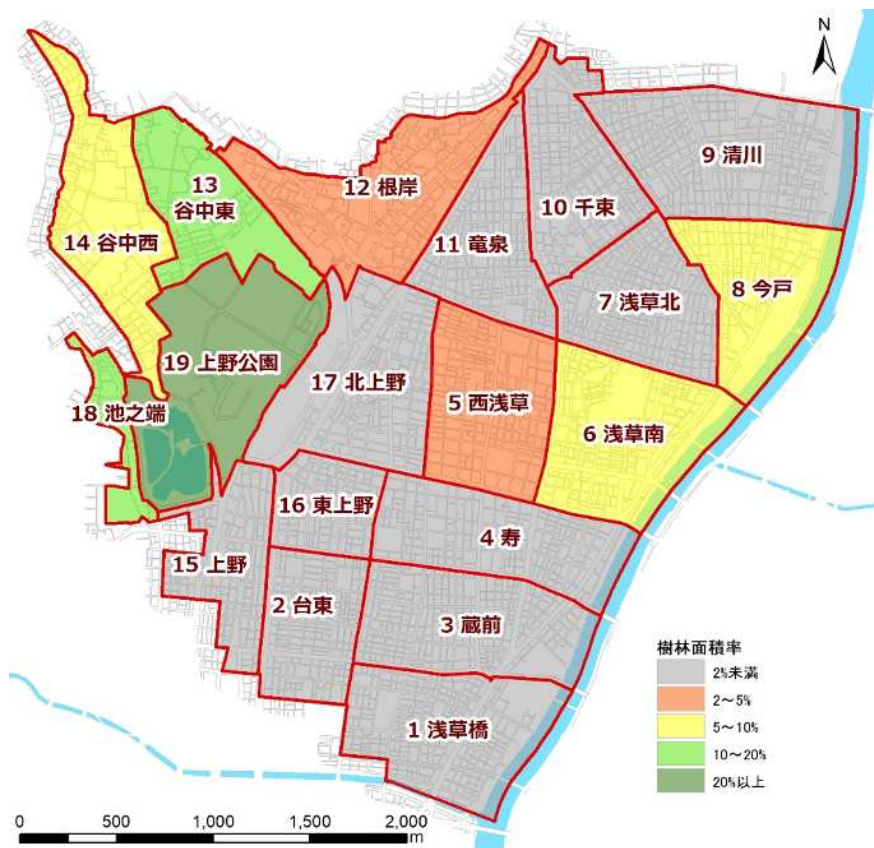 N
9 清川
13
谷中東
12 根岸
10 千束
14 谷中西
11 竜泉
8 今戸
7 浅草北
19 上野公園
17 北上野
5 西浅草
18 池之端
6 浅草南
16 東上野
4 寿
15 上野
2 台東
3 蔵前
1 浅草橋
樹林面積率
2%未満
2～5%
5～10%
10～20%
20%以上
0 500 1,000 1,500 2,000
m